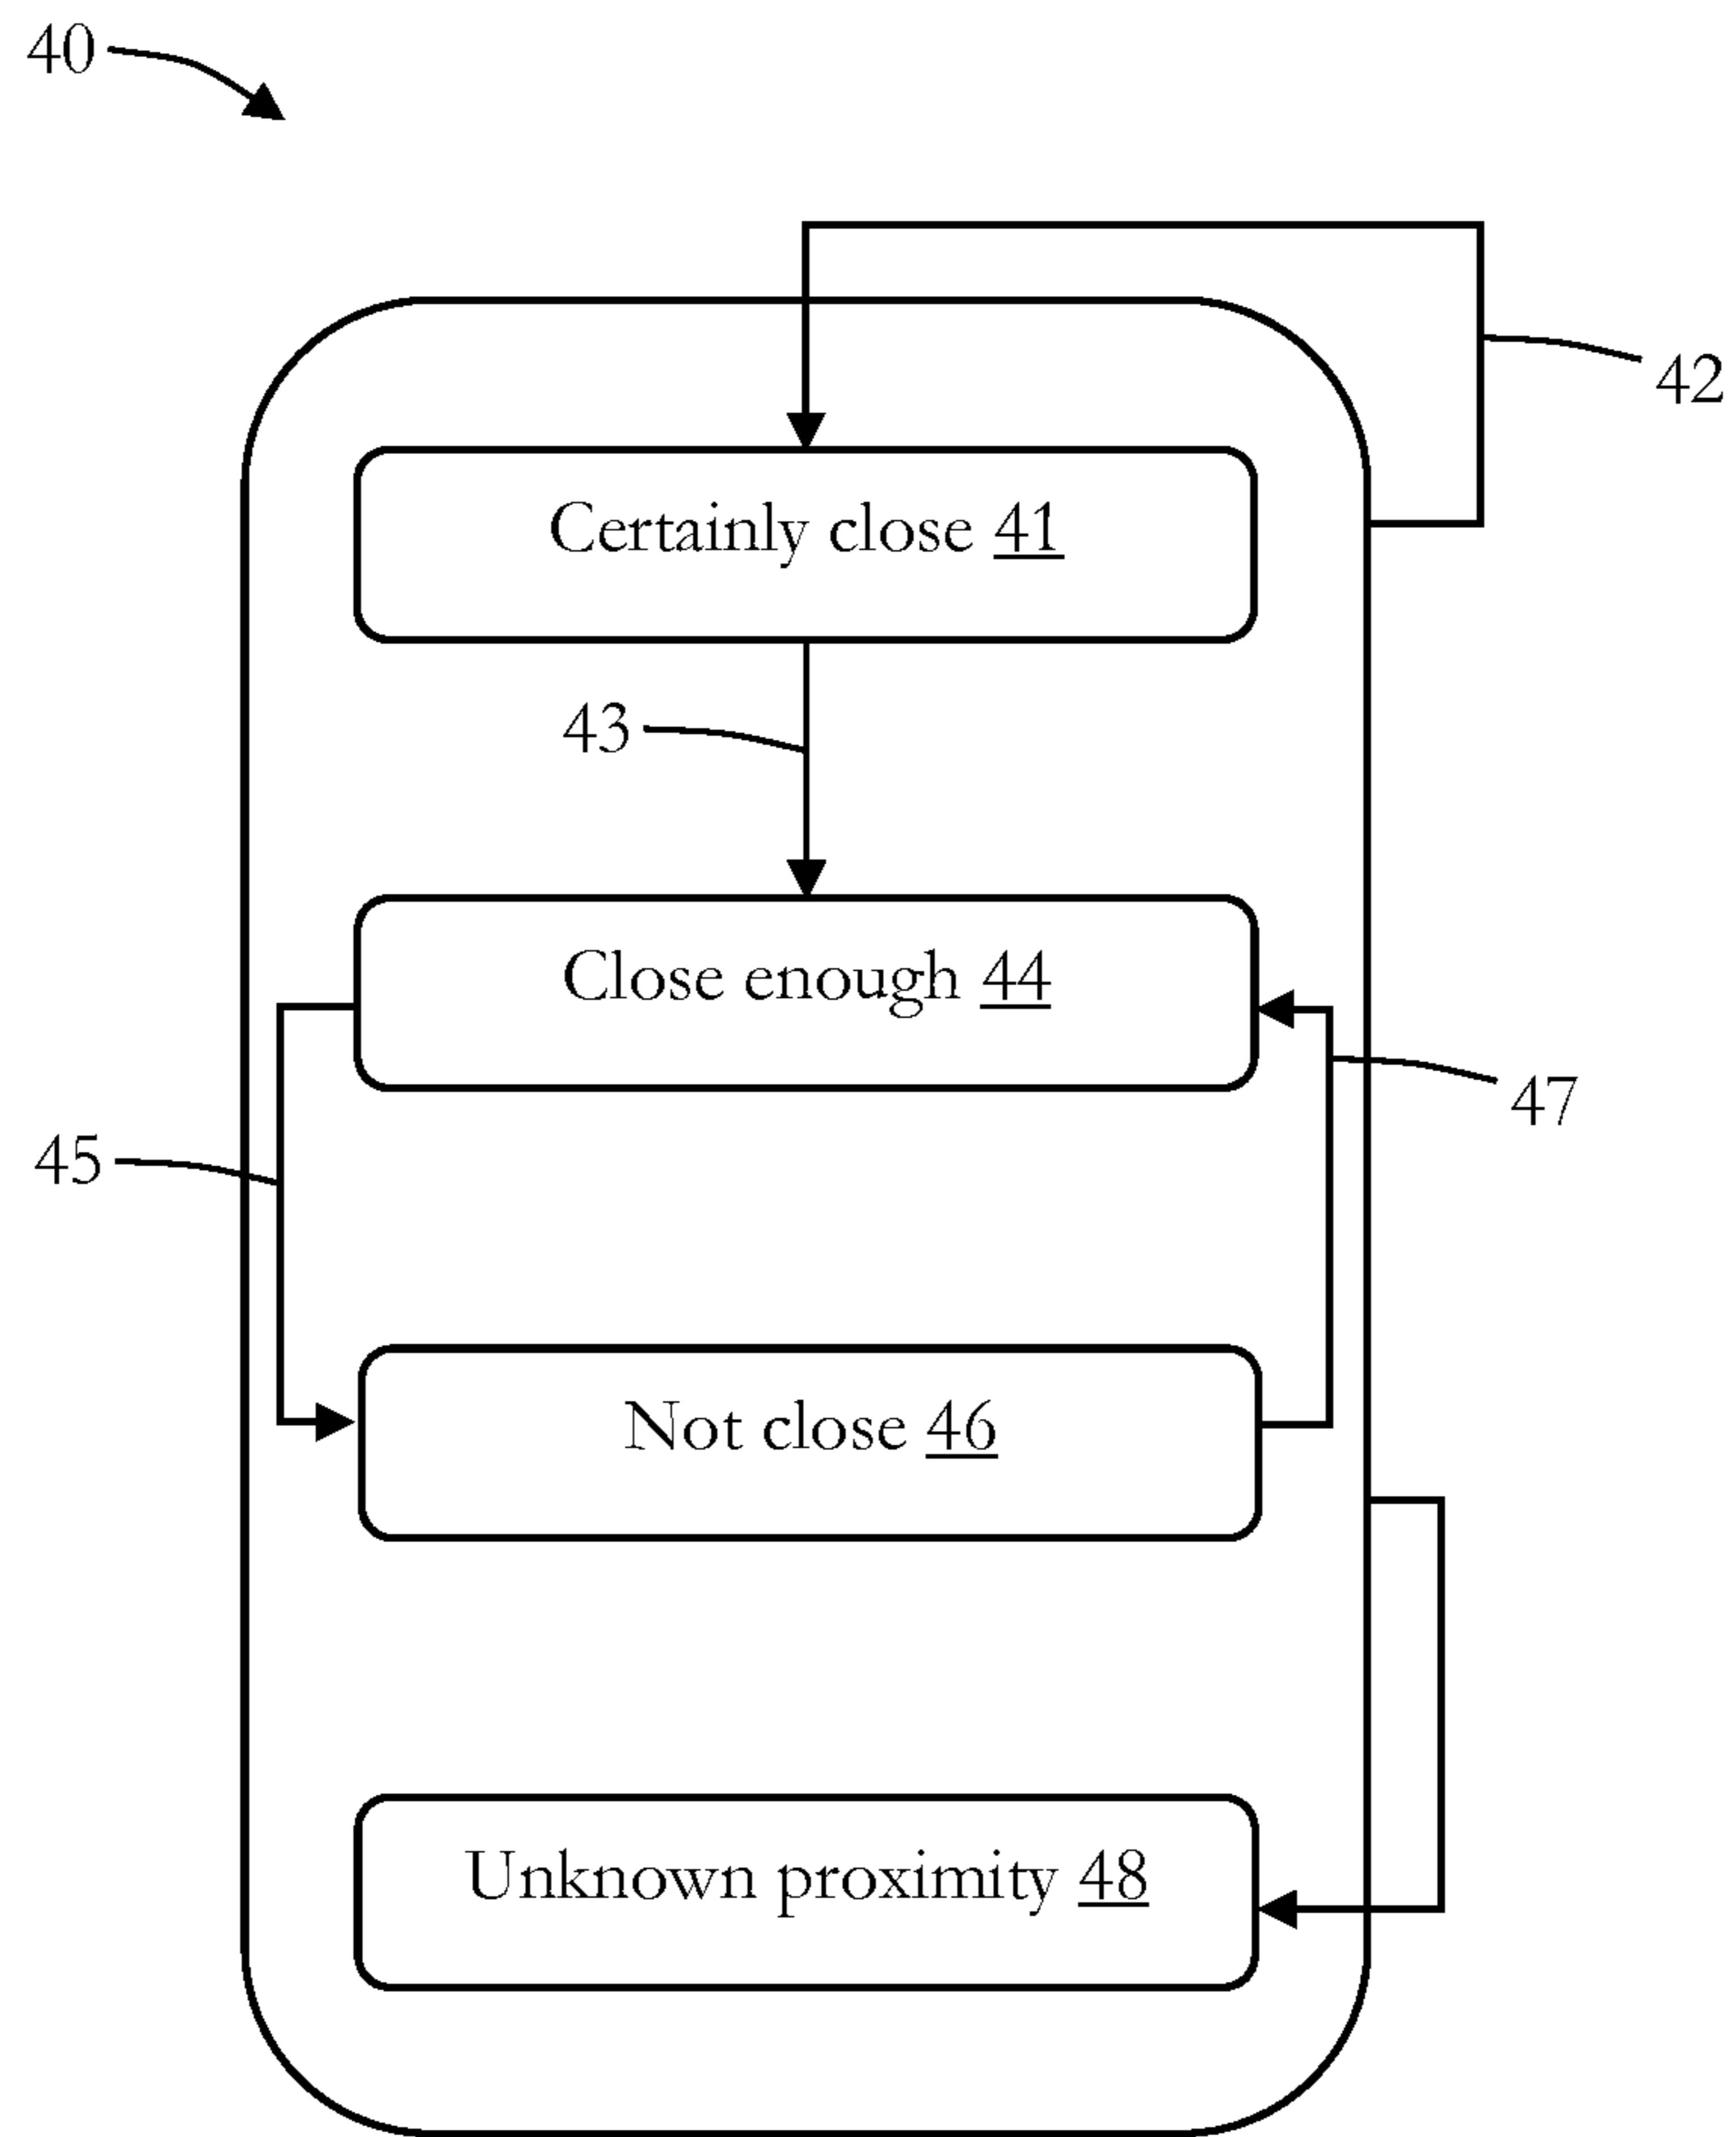 40
42
Certainly close 41
43
Close enough 44
47
45
Not close 46
Unknown proximity 48